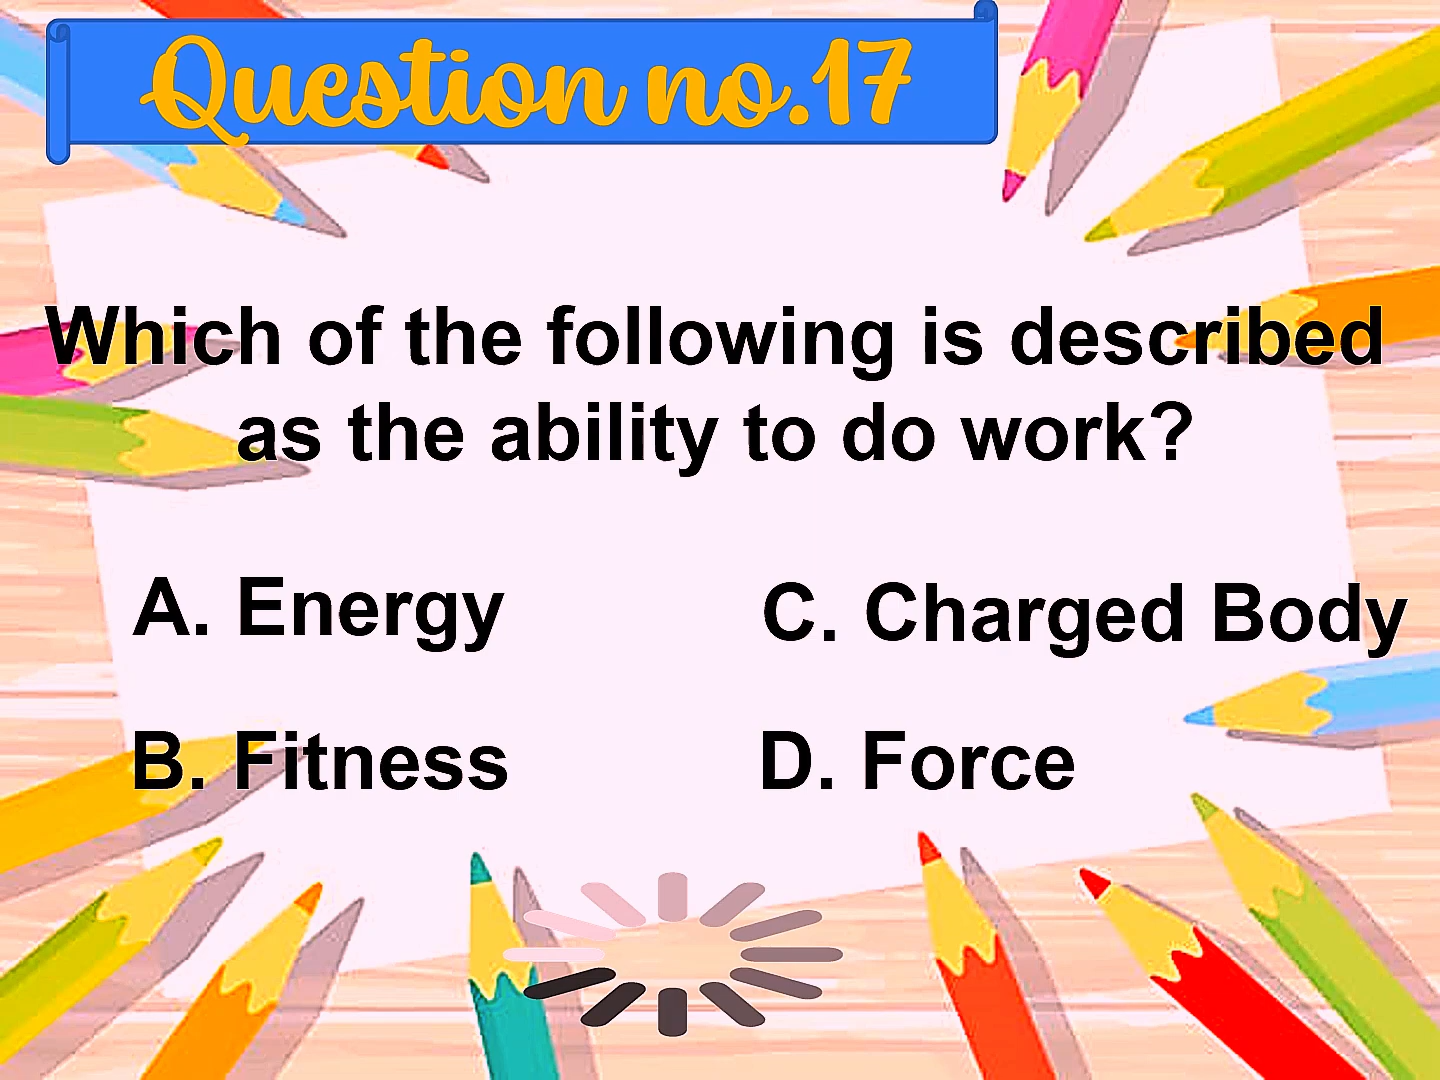 Question no.17
Which of the following is described
as the ability to do work?
A. Energy
C. Charged Body
B. Fitness
D. Force